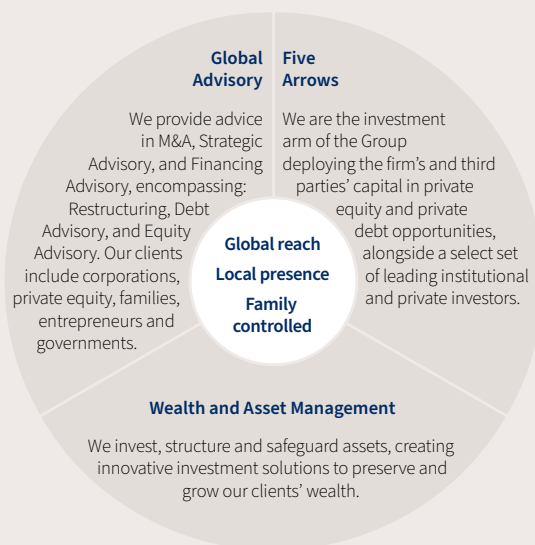 Global
Advisory
We provide advice
in M&A, Strategic
Advisory, and Financing
Advisory, encompassing:
Restructuring, Debt
Advisory, and Equity
Advisory. Our clients
include corporations,
private equity, families,
entrepreneurs and
governments.
Five
Arrows
We are the investment
arm of the Group
deploying the firm’s and third
parties’ capital in private
equity and private
debt opportunities,
alongside a select set
of leading institutional
and private investors.
Global reach
Local presence
Family
controlled
Wealth and Asset Management
We invest, structure and safeguard assets, creating
innovative investment solutions to preserve and
grow our clients’ wealth.